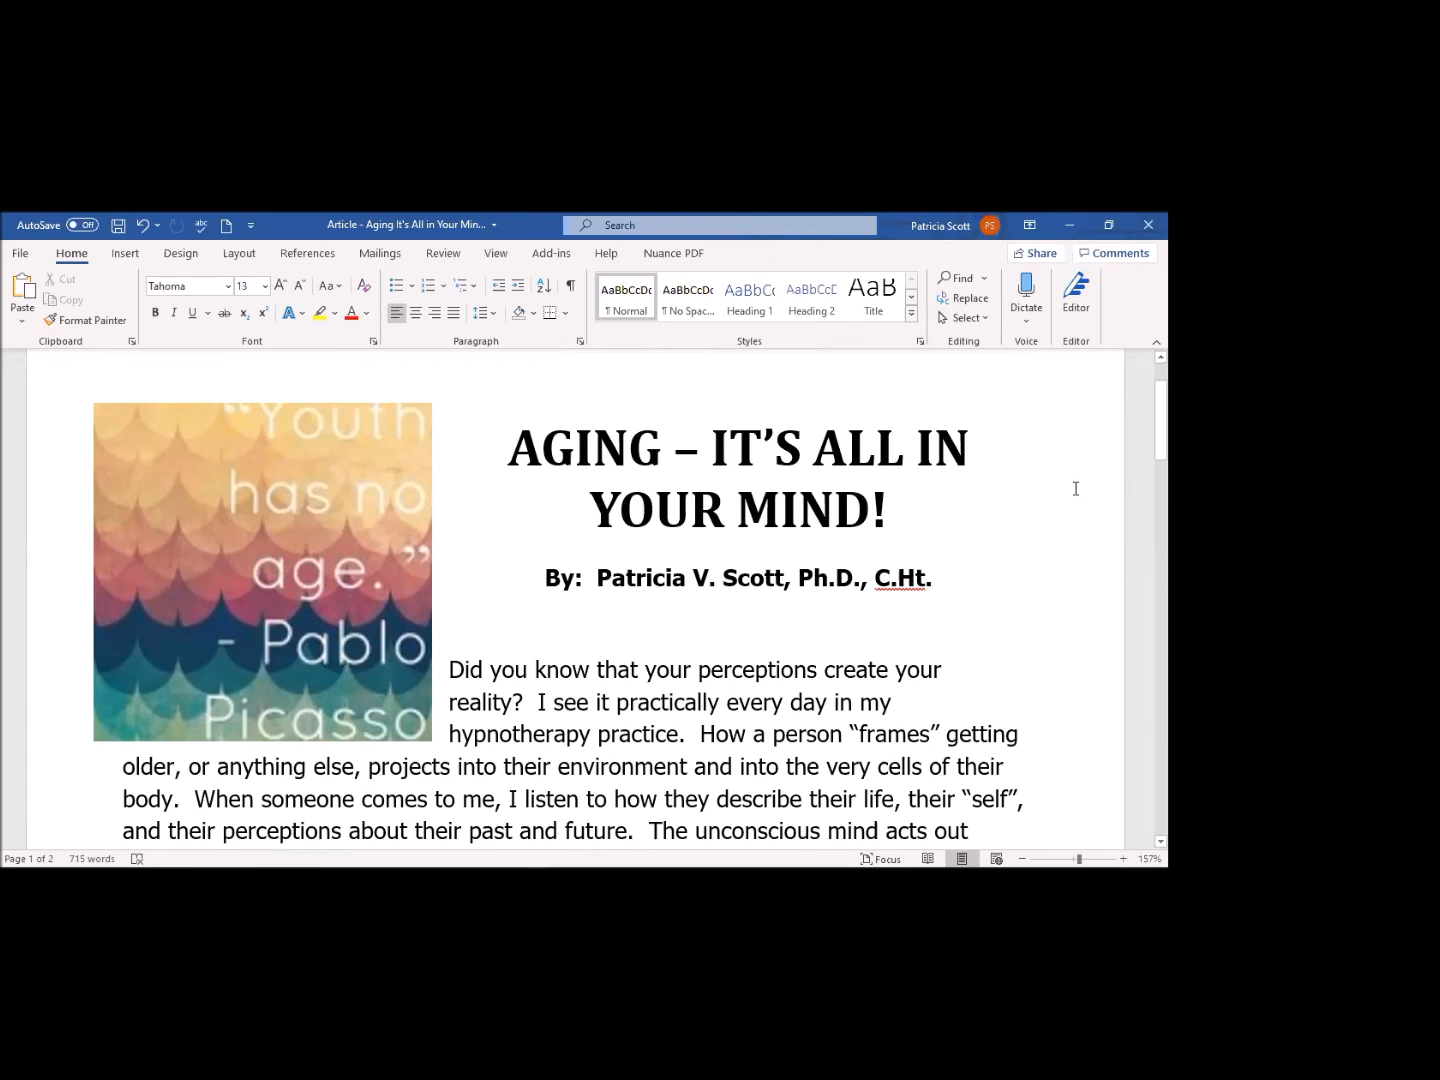 AutoSave Off abc Article - Aging It's All in Your Min... Search Patricia Scott PS
File Home Insert Design Layout References Mailings Review View Add-ins Help Nuance PDF Share Comments
Paste
Cut
Copy
Format Painter
Clipboard
Tahoma 13 A A Aa A
B I U ab x₂ x² A A
Font
Paragraph
AaBbCcDc AaBbCcDc AaBbCc AaBbCcD AaB
¶ Normal ¶ No Spac... Heading 1 Heading 2 Title
Styles
Find
Replace
Select
Editing
Dictate
Voice
Editor
Editor
“Youth
has no
age.”
- Pablo
Picasso
AGING – IT’S ALL IN
YOUR MIND!
By: Patricia V. Scott, Ph.D., C.Ht.
Did you know that your perceptions create your
reality? I see it practically every day in my
hypnotherapy practice. How a person “frames” getting
older, or anything else, projects into their environment and into the very cells of their
body. When someone comes to me, I listen to how they describe their life, their “self”,
and their perceptions about their past and future. The unconscious mind acts out
Page 1 of 2 715 words Focus 157%